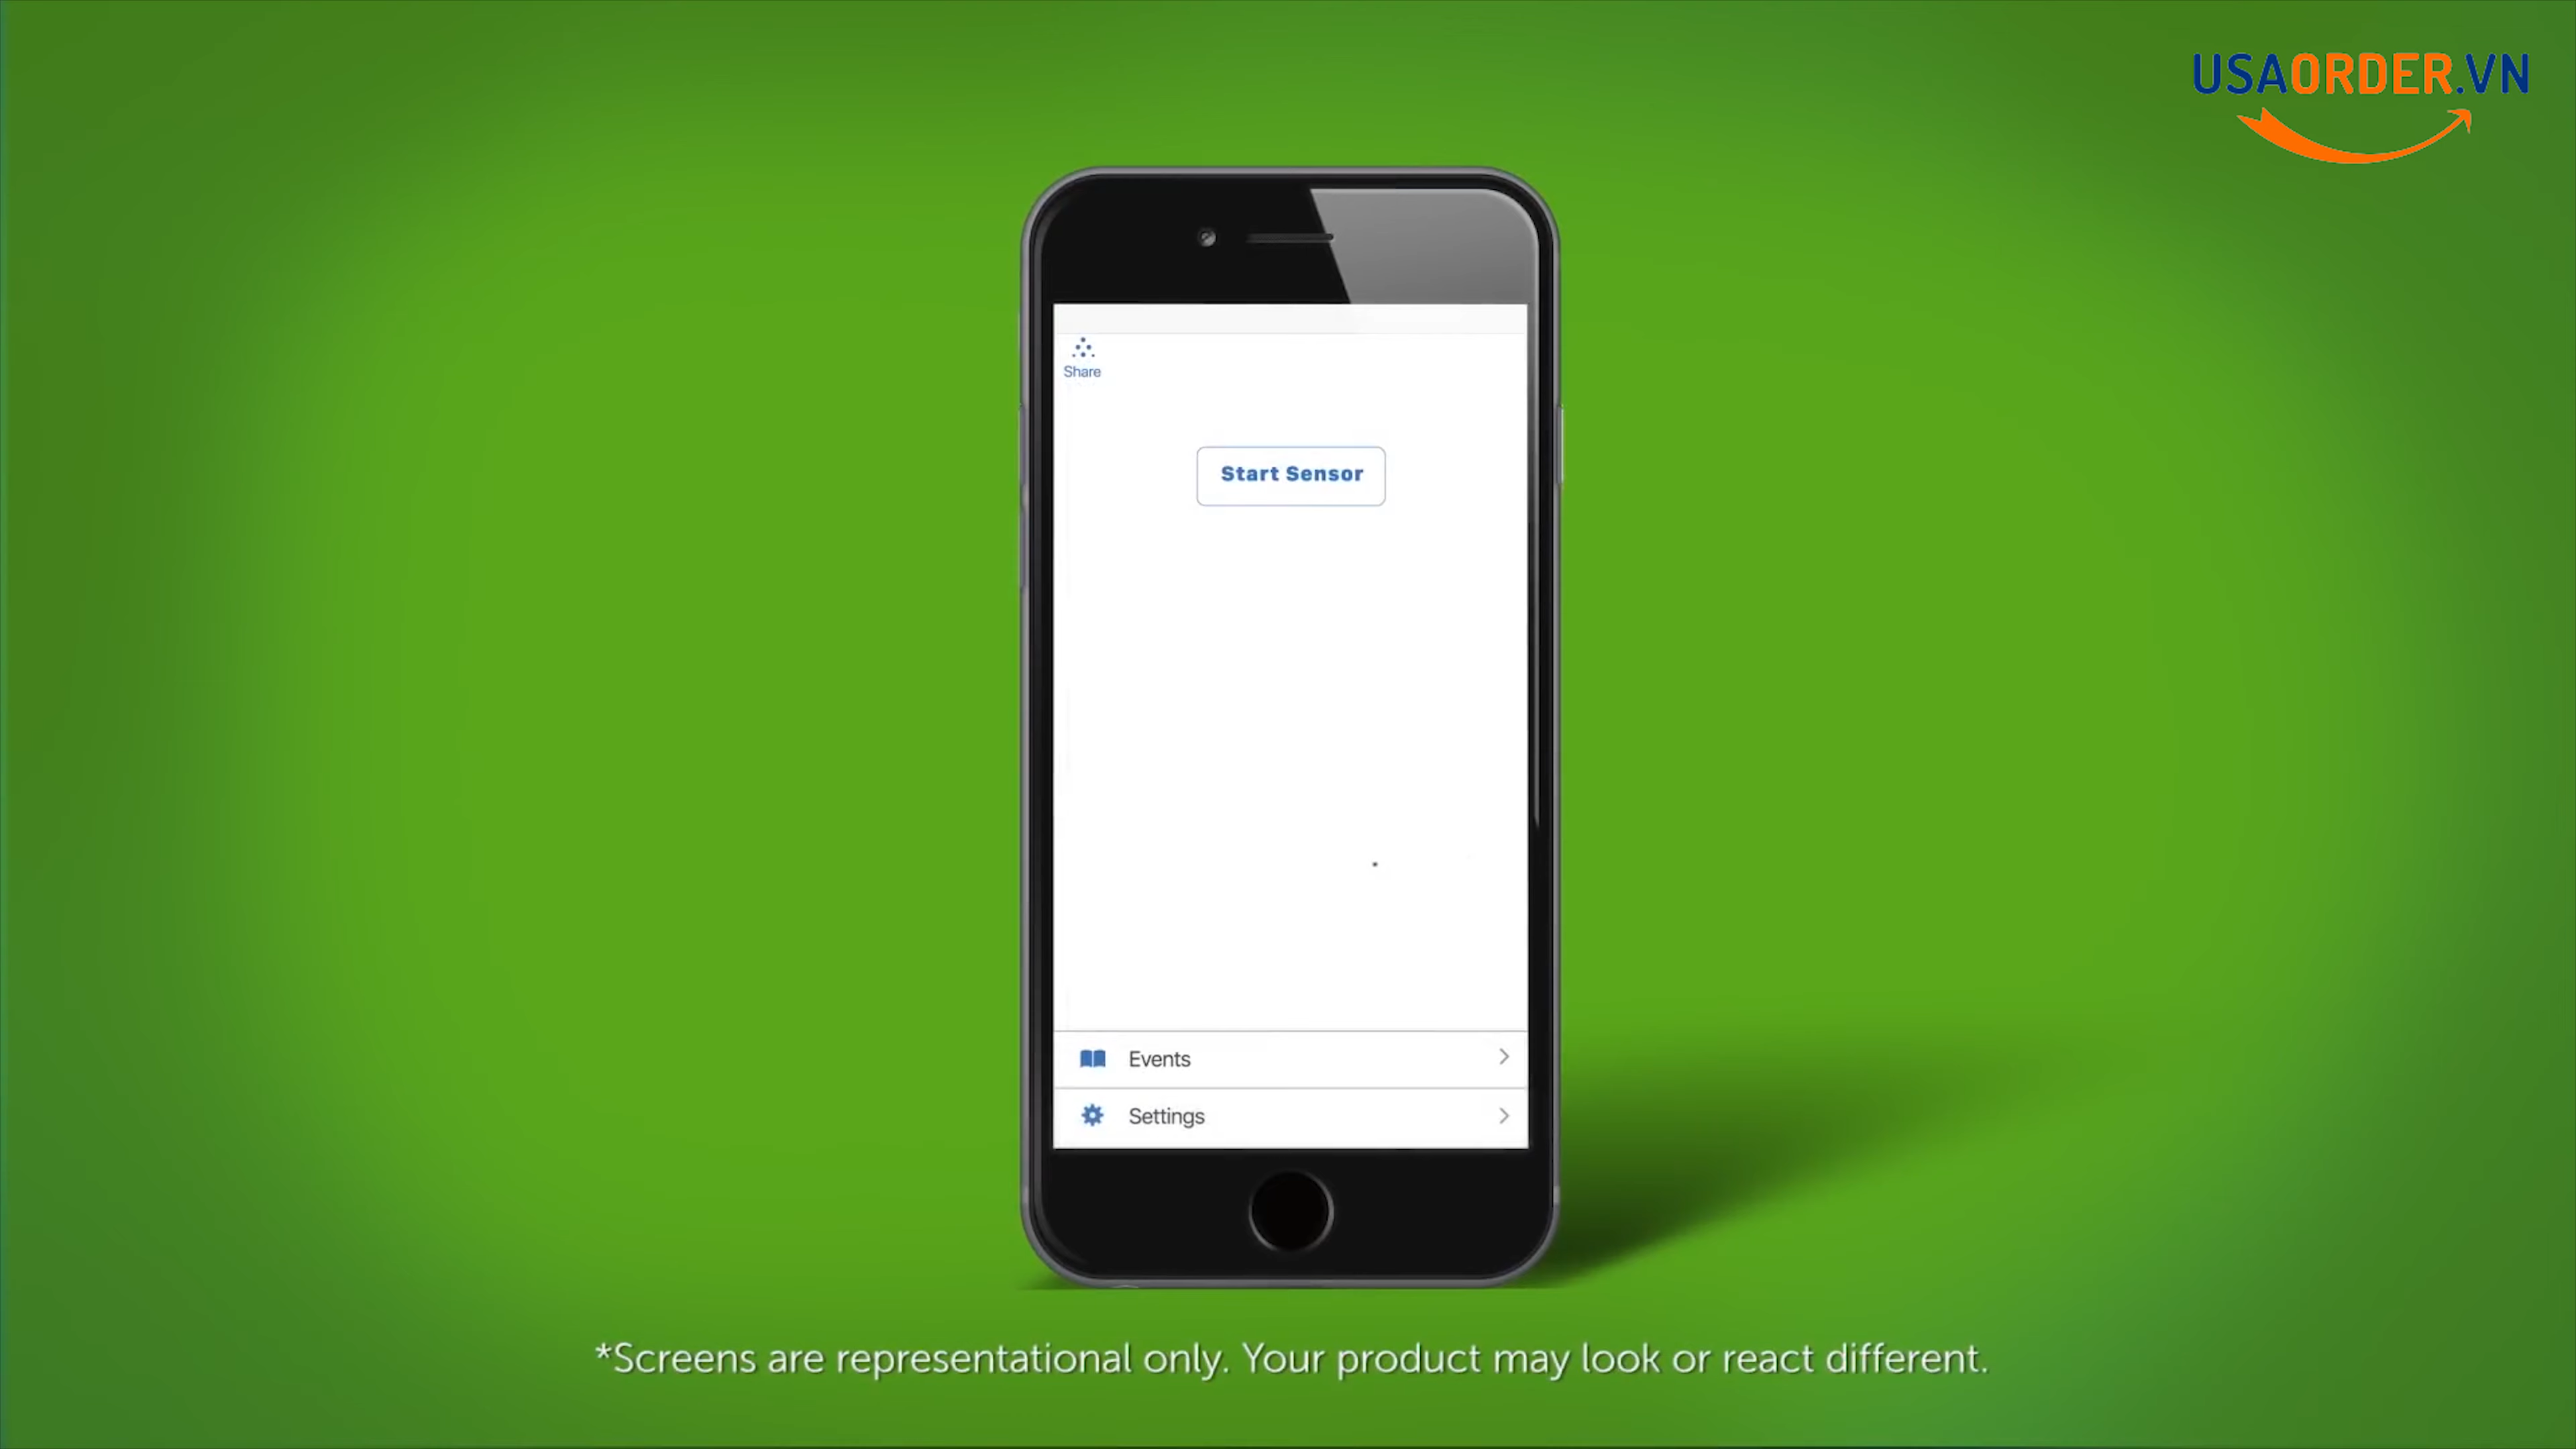 USAORDER.VN
Share
Start Sensor
Events
Settings
*Screens are representational only. Your product may look or react different.